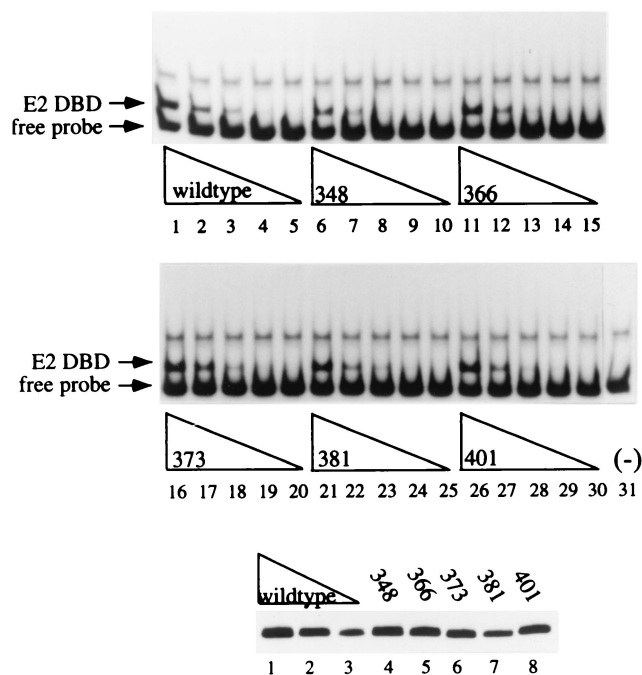 E2 DBD
free probe
wildtype 348 366
1 2 3 4 5 6 7 8 9 10 11 12 13 14 15
E2 DBD
free probe
373 381 401 (-)
16 17 18 19 20 21 22 23 24 25 26 27 28 29 30 31
wildtype 348 366 373 381 401
1 2 3 4 5 6 7 8